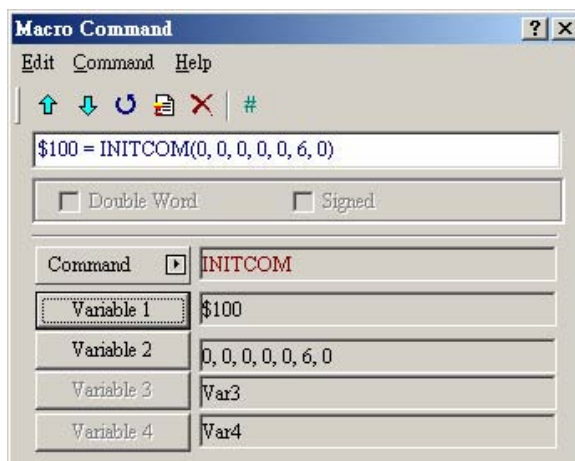 Macro Command
Edit Command Help
#
$100 = INITCOM(0, 0, 0, 0, 0, 6, 0)
Double Word Signed
Command INITCOM
Variable 1 $100
Variable 2 0, 0, 0, 0, 0, 6, 0
Variable 3 Var3
Variable 4 Var4